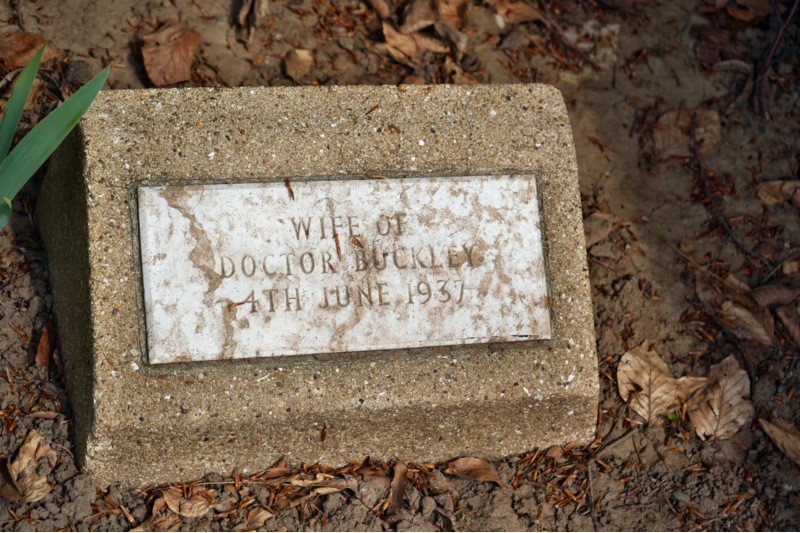 WIFE OF
DOCTOR BUCKLEY
4TH JUNE 1937